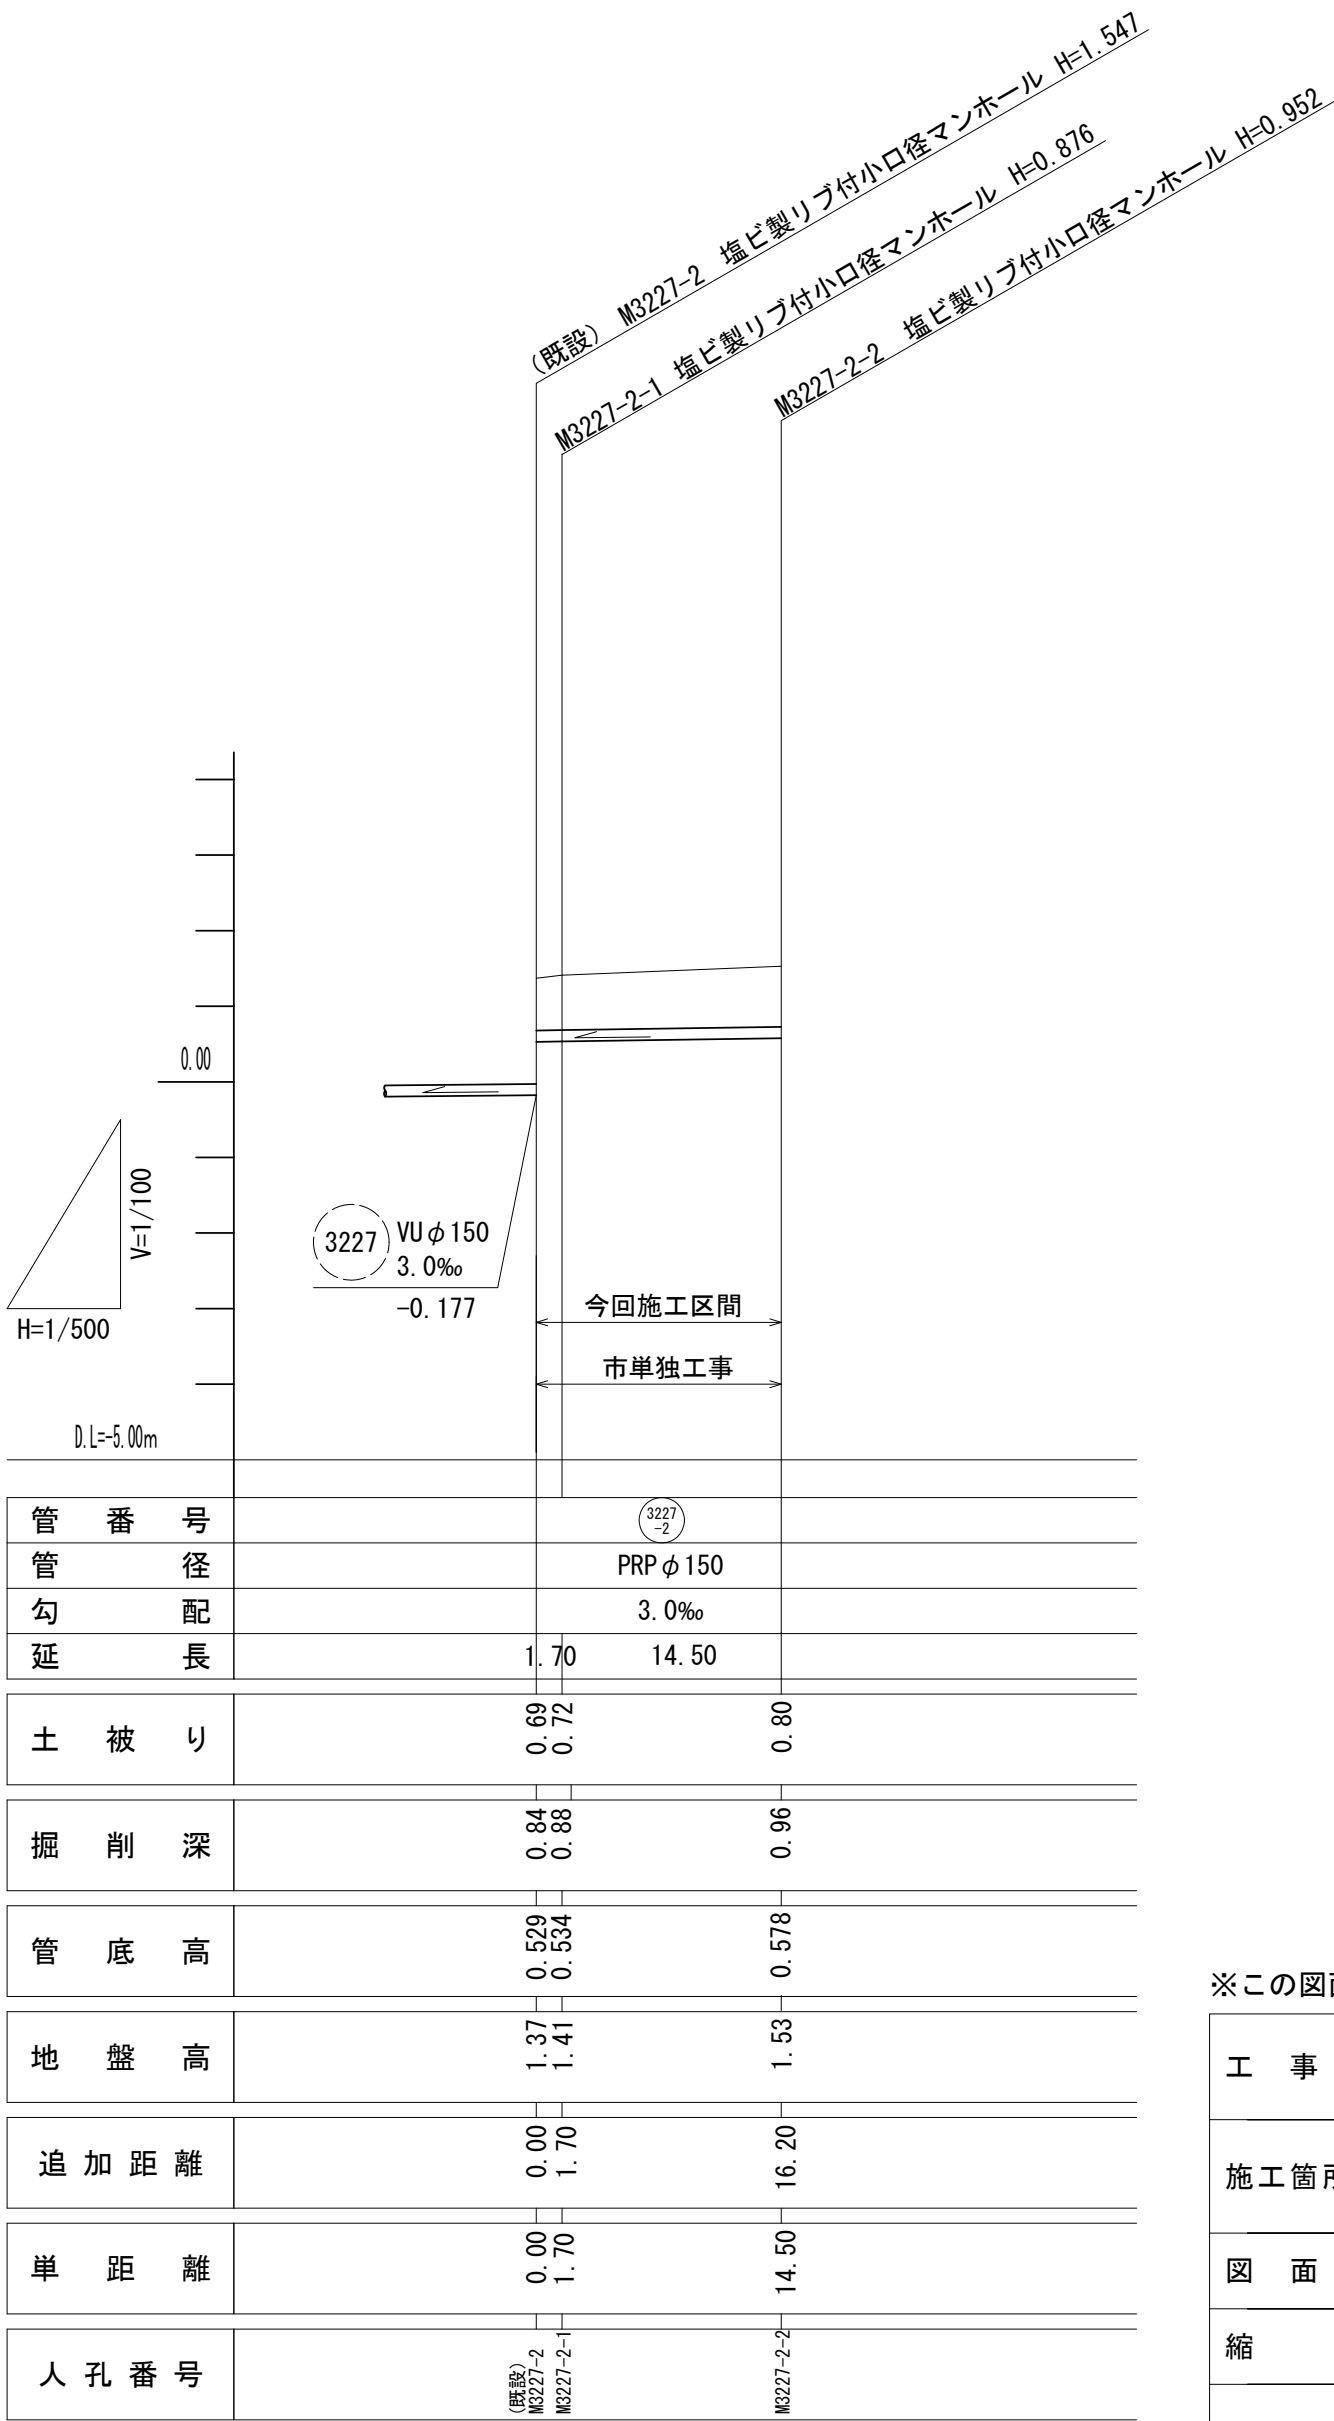 (既設) M3227-2 塩ビ製リブ付小口径マンホール H=1.547
M3227-2-1 塩ビ製リブ付小口径マンホール H=0.876
M3227-2-2 塩ビ製リブ付小口径マンホール H=0.952
0.00
V=1/100
H=1/500
3227 VUφ150
3.0‰
-0.177
今回施工区間
市単独工事
D.L=-5.00m
管番号 3227-2
管径 PRPφ150
勾配 3.0‰
延長 1.70 14.50
土被り 0.69 0.72 0.80
掘削深 0.84 0.88 0.96
管底高 0.529 0.534 0.578
地盤高 1.37 1.41 1.53
追加距離 0.00 1.70 16.20
単距離 0.00 1.70 14.50
人孔番号 (既設) M3227-2 M3227-2-1 M3227-2-2
※この図
工事
施工箇
図面
縮